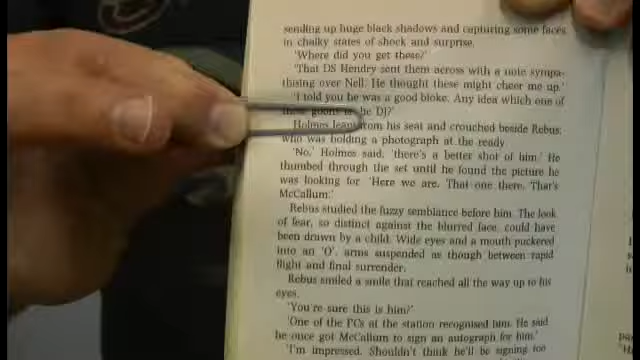 sending up huge black shadows and capturing some faces
in chalky states of shock and surprise.
'Where did you get these?'
'That DS Hendry sent them across with a note sympa-
thising over Nell. He thought these might cheer me up.'
'I told you he was a good bloke. Any idea which one of
these goons is the DJ?'
Holmes from his seat and crouched beside Rebus,
who was holding a photograph at the ready
'No,' Holmes said, 'there's a better shot of him.' He
thumbed through the set until he found the picture he
was looking for 'Here we are. That one there. That's
McCallum.'
Rebus studied the fuzzy semblance before him. The look
of fear, so distinct against the blurred face, could have
been drawn by a child. Wide eyes and a mouth puckered
into an 'O', arms suspended as though between rapid
flight and final surrender.
Rebus smiled a smile that reached all the way up to his
eyes.
'You're sure this is him?'
'One of the PCs at the station recognised him. He said
he once got McCallum to sign an autograph for him.'
'I'm impressed. Shouldn't think he'll be signing too